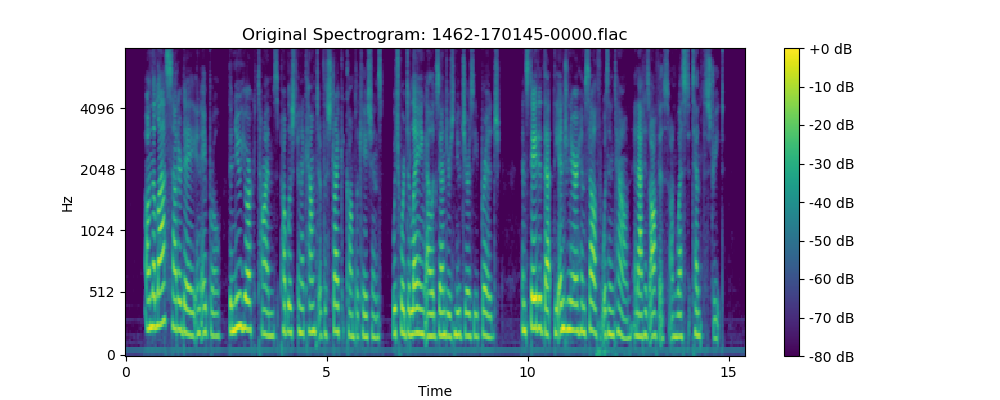 Original Spectrogram: 1462-170145-0000.flac
4096
2048
1024
512
0
Hz
0
5
10
15
Time
+0 dB
-10 dB
-20 dB
-30 dB
-40 dB
-50 dB
-60 dB
-70 dB
-80 dB